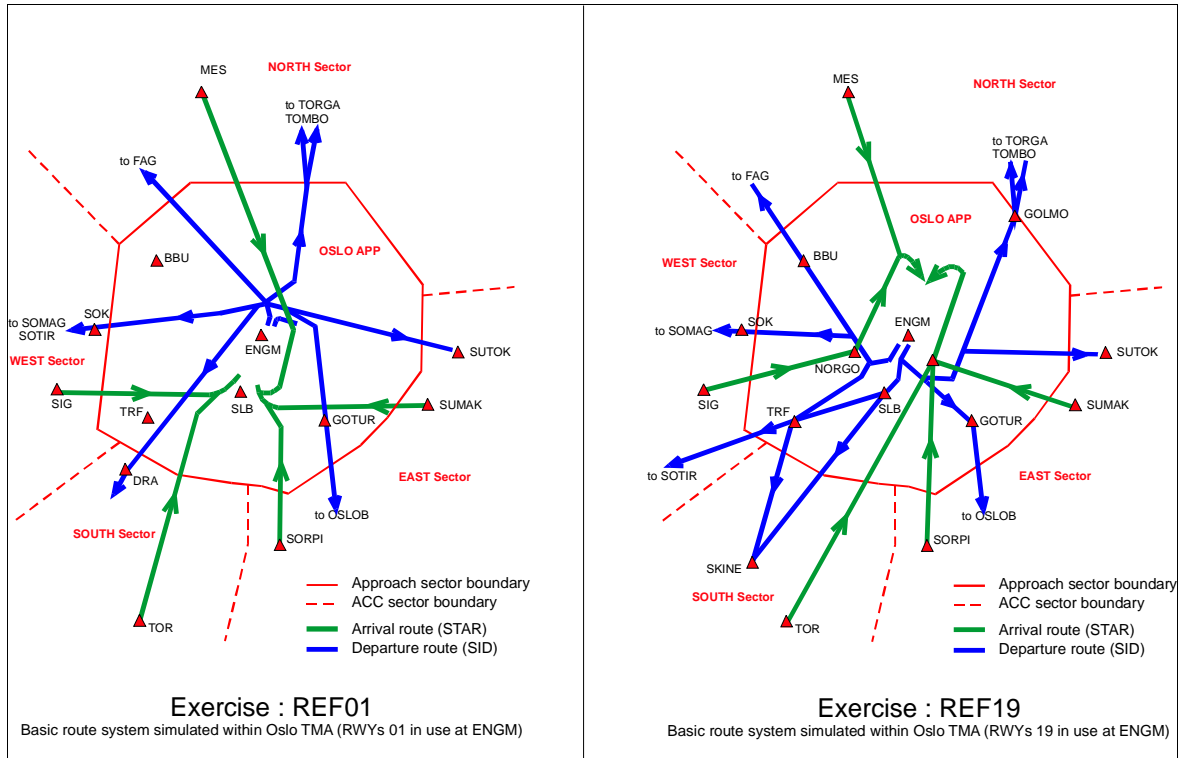 MES
NORTH Sector
to TORGA
TOMBO
to FAG
OSLO APP
BBU
SOK
to SOMAG
SOTIR
ENGM
WEST Sector
SUTOK
SIG
TRF
SLB
SUMAK
GOTUR
DRA
EAST Sector
to OSLOB
SOUTH Sector
SORPI
TOR
Approach sector boundary
ACC sector boundary
Arrival route (STAR)
Departure route (SID)
Exercise : REF01
Basic route system simulated within Oslo TMA (RWYs 01 in use at ENGM)
MES
NORTH Sector
to TORGA
TOMBO
to FAG
OSLO APP
GOLMO
BBU
WEST Sector
SOK
to SOMAG
ENGM
NORGO
SUTOK
SIG
SLB
SUMAK
TRF
GOTUR
to SOTIR
EAST Sector
to OSLOB
SORPI
SKINE
SOUTH Sector
TOR
Approach sector boundary
ACC sector boundary
Arrival route (STAR)
Departure route (SID)
Exercise : REF19
Basic route system simulated within Oslo TMA (RWYs 19 in use at ENGM)